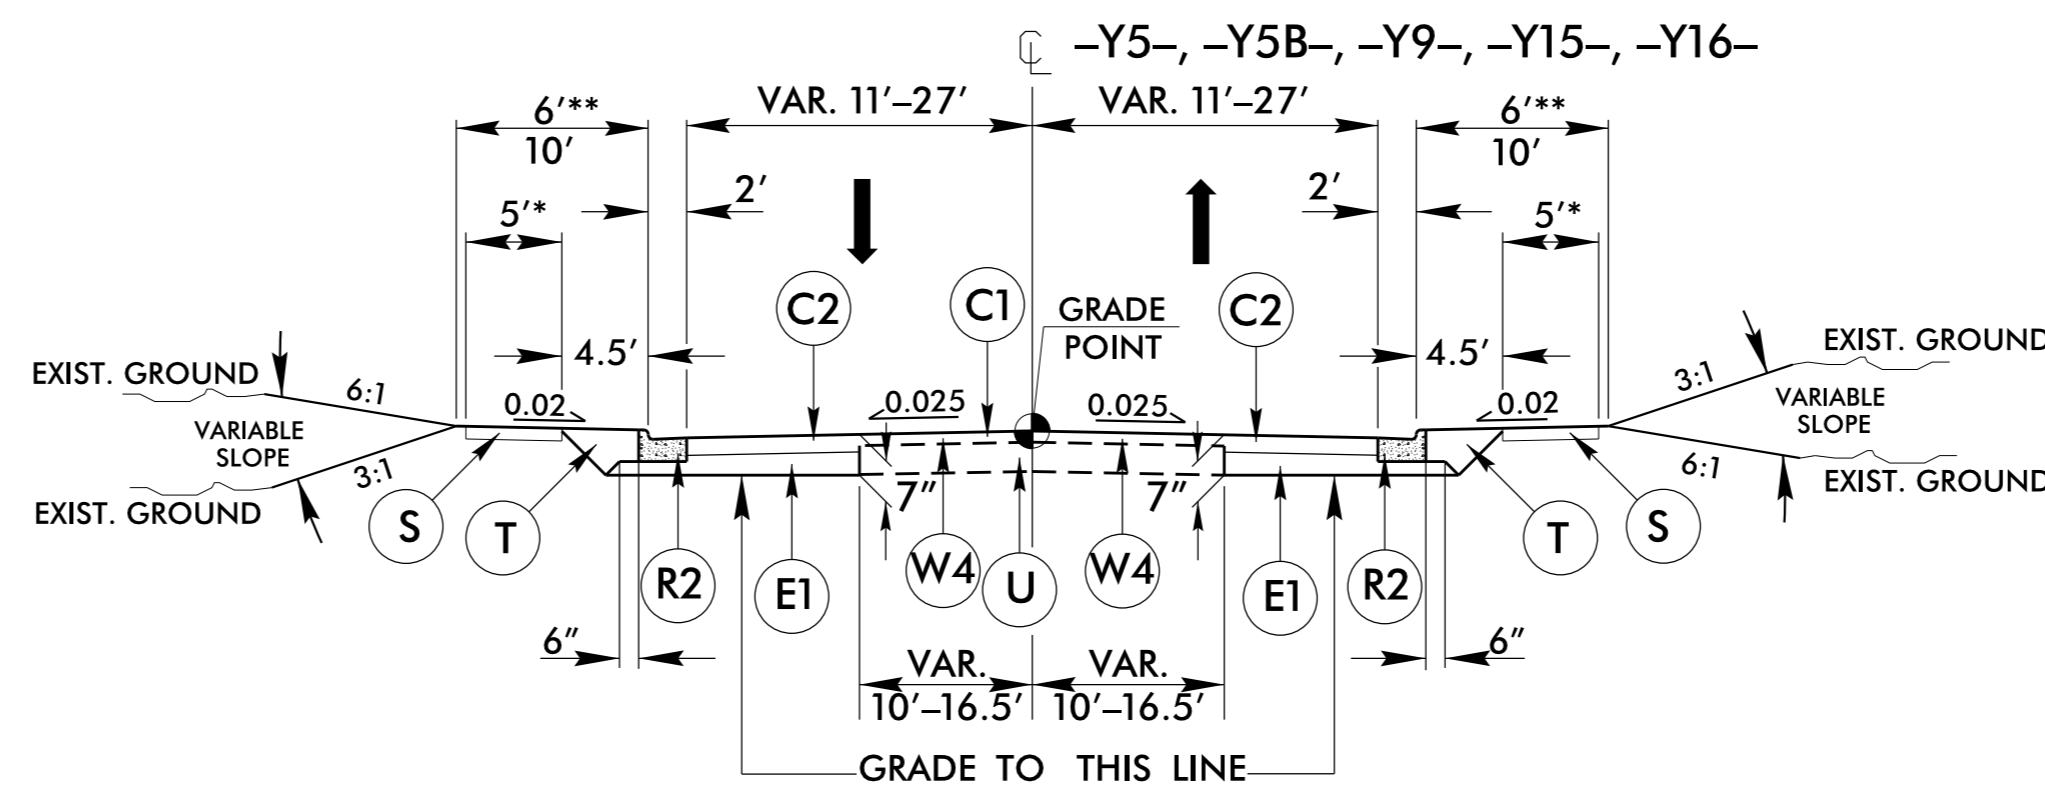 ℄ –Y5–, –Y5B–, –Y9–, –Y15–, –Y16–
6'** VAR. 11'–27' VAR. 11'–27' 6'**
10' 10'
2' 2'
5'* 5'*
C2 C1 GRADE POINT C2
4.5' 4.5'
EXIST. GROUND 6:1 3:1 EXIST. GROUND
0.02 0.025 0.025 0.02
VARIABLE SLOPE VARIABLE SLOPE
3:1 6:1
EXIST. GROUND EXIST. GROUND
7" 7"
S T R2 E1 W4 U W4 E1 R2 T S
6" VAR. VAR. 6"
10'–16.5' 10'–16.5'
GRADE TO THIS LINE